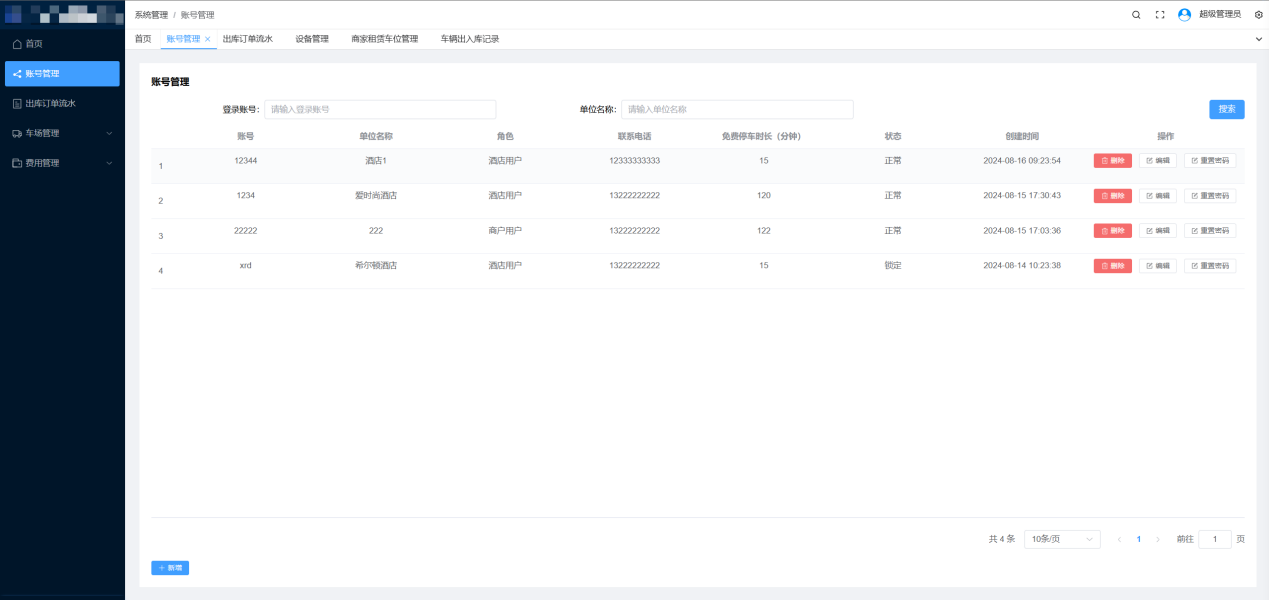 系统管理 / 账号管理
超级管理员
首页
账号管理
出库订单流水
车场管理
费用管理
首页 账号管理 × 出库订单流水 设备管理 商家租赁车位管理 车辆出入库记录
账号管理
登录账号: 请输入登录账号 单位名称: 请输入单位名称 搜索
账号 单位名称 角色 联系电话 免费停车时长（分钟） 状态 创建时间 操作
1 12344 酒店1 酒店用户 12333333333 15 正常 2024-08-16 09:23:54 删除 编辑 重置密码
2 1234 爱时尚酒店 酒店用户 13222222222 120 正常 2024-08-15 17:30:43 删除 编辑 重置密码
3 22222 222 商户用户 13222222222 122 正常 2024-08-15 17:03:36 删除 编辑 重置密码
4 xrd 希尔顿酒店 酒店用户 13222222222 15 锁定 2024-08-14 10:23:38 删除 编辑 重置密码
共 4 条 10条/页 1 前往 1 页
+ 新增